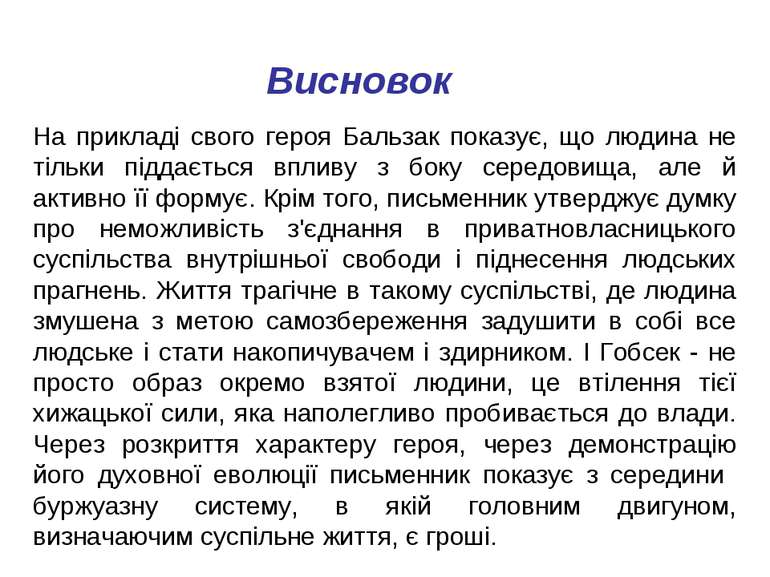 Висновок
На прикладі свого героя Бальзак показує, що людина не
тільки піддається впливу з боку середовища, але й
активно її формує. Крім того, письменник утверджує думку
про неможливість з'єднання в приватновласницького
суспільства внутрішньої свободи і піднесення людських
прагнень. Життя трагічне в такому суспільстві, де людина
змушена з метою самозбереження задушити в собі все
людське і стати накопичувачем і здирником. І Гобсек - не
просто образ окремо взятої людини, це втілення тієї
хижацької сили, яка наполегливо пробивається до влади.
Через розкриття характеру героя, через демонстрацію
його духовної еволюції письменник показує з середини
буржуазну систему, в якій головним двигуном,
визначаючим суспільне життя, є гроші.